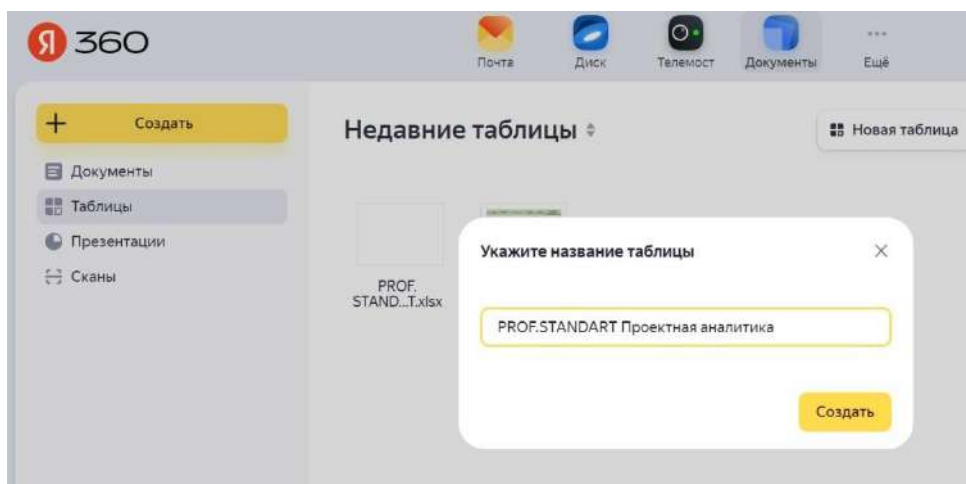 Я 360
Почта
Диск
Телемост
Документы
Ещё
Создать
Недавние таблицы
Новая таблица
Документы
Таблицы
Презентации
Сканы
PROF.
STAND...T.xlsx
Укажите название таблицы
PROF.STANDART Проектная аналитика
Создать